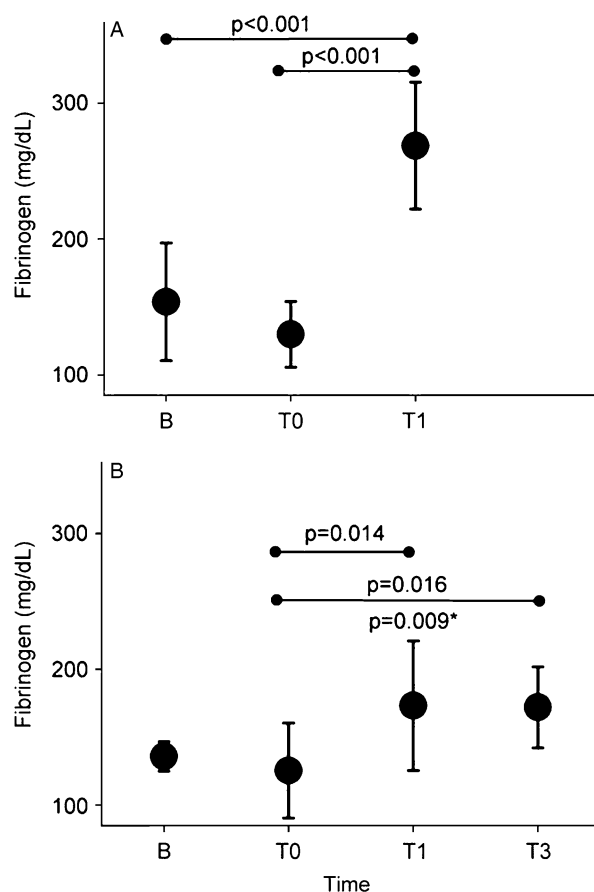 A
p<0.001
p<0.001
Fibrinogen (mg/dL)
300
200
100
B T0 T1
B
p=0.014
p=0.016
p=0.009*
Fibrinogen (mg/dL)
300
200
100
B T0 T1 T3
Time